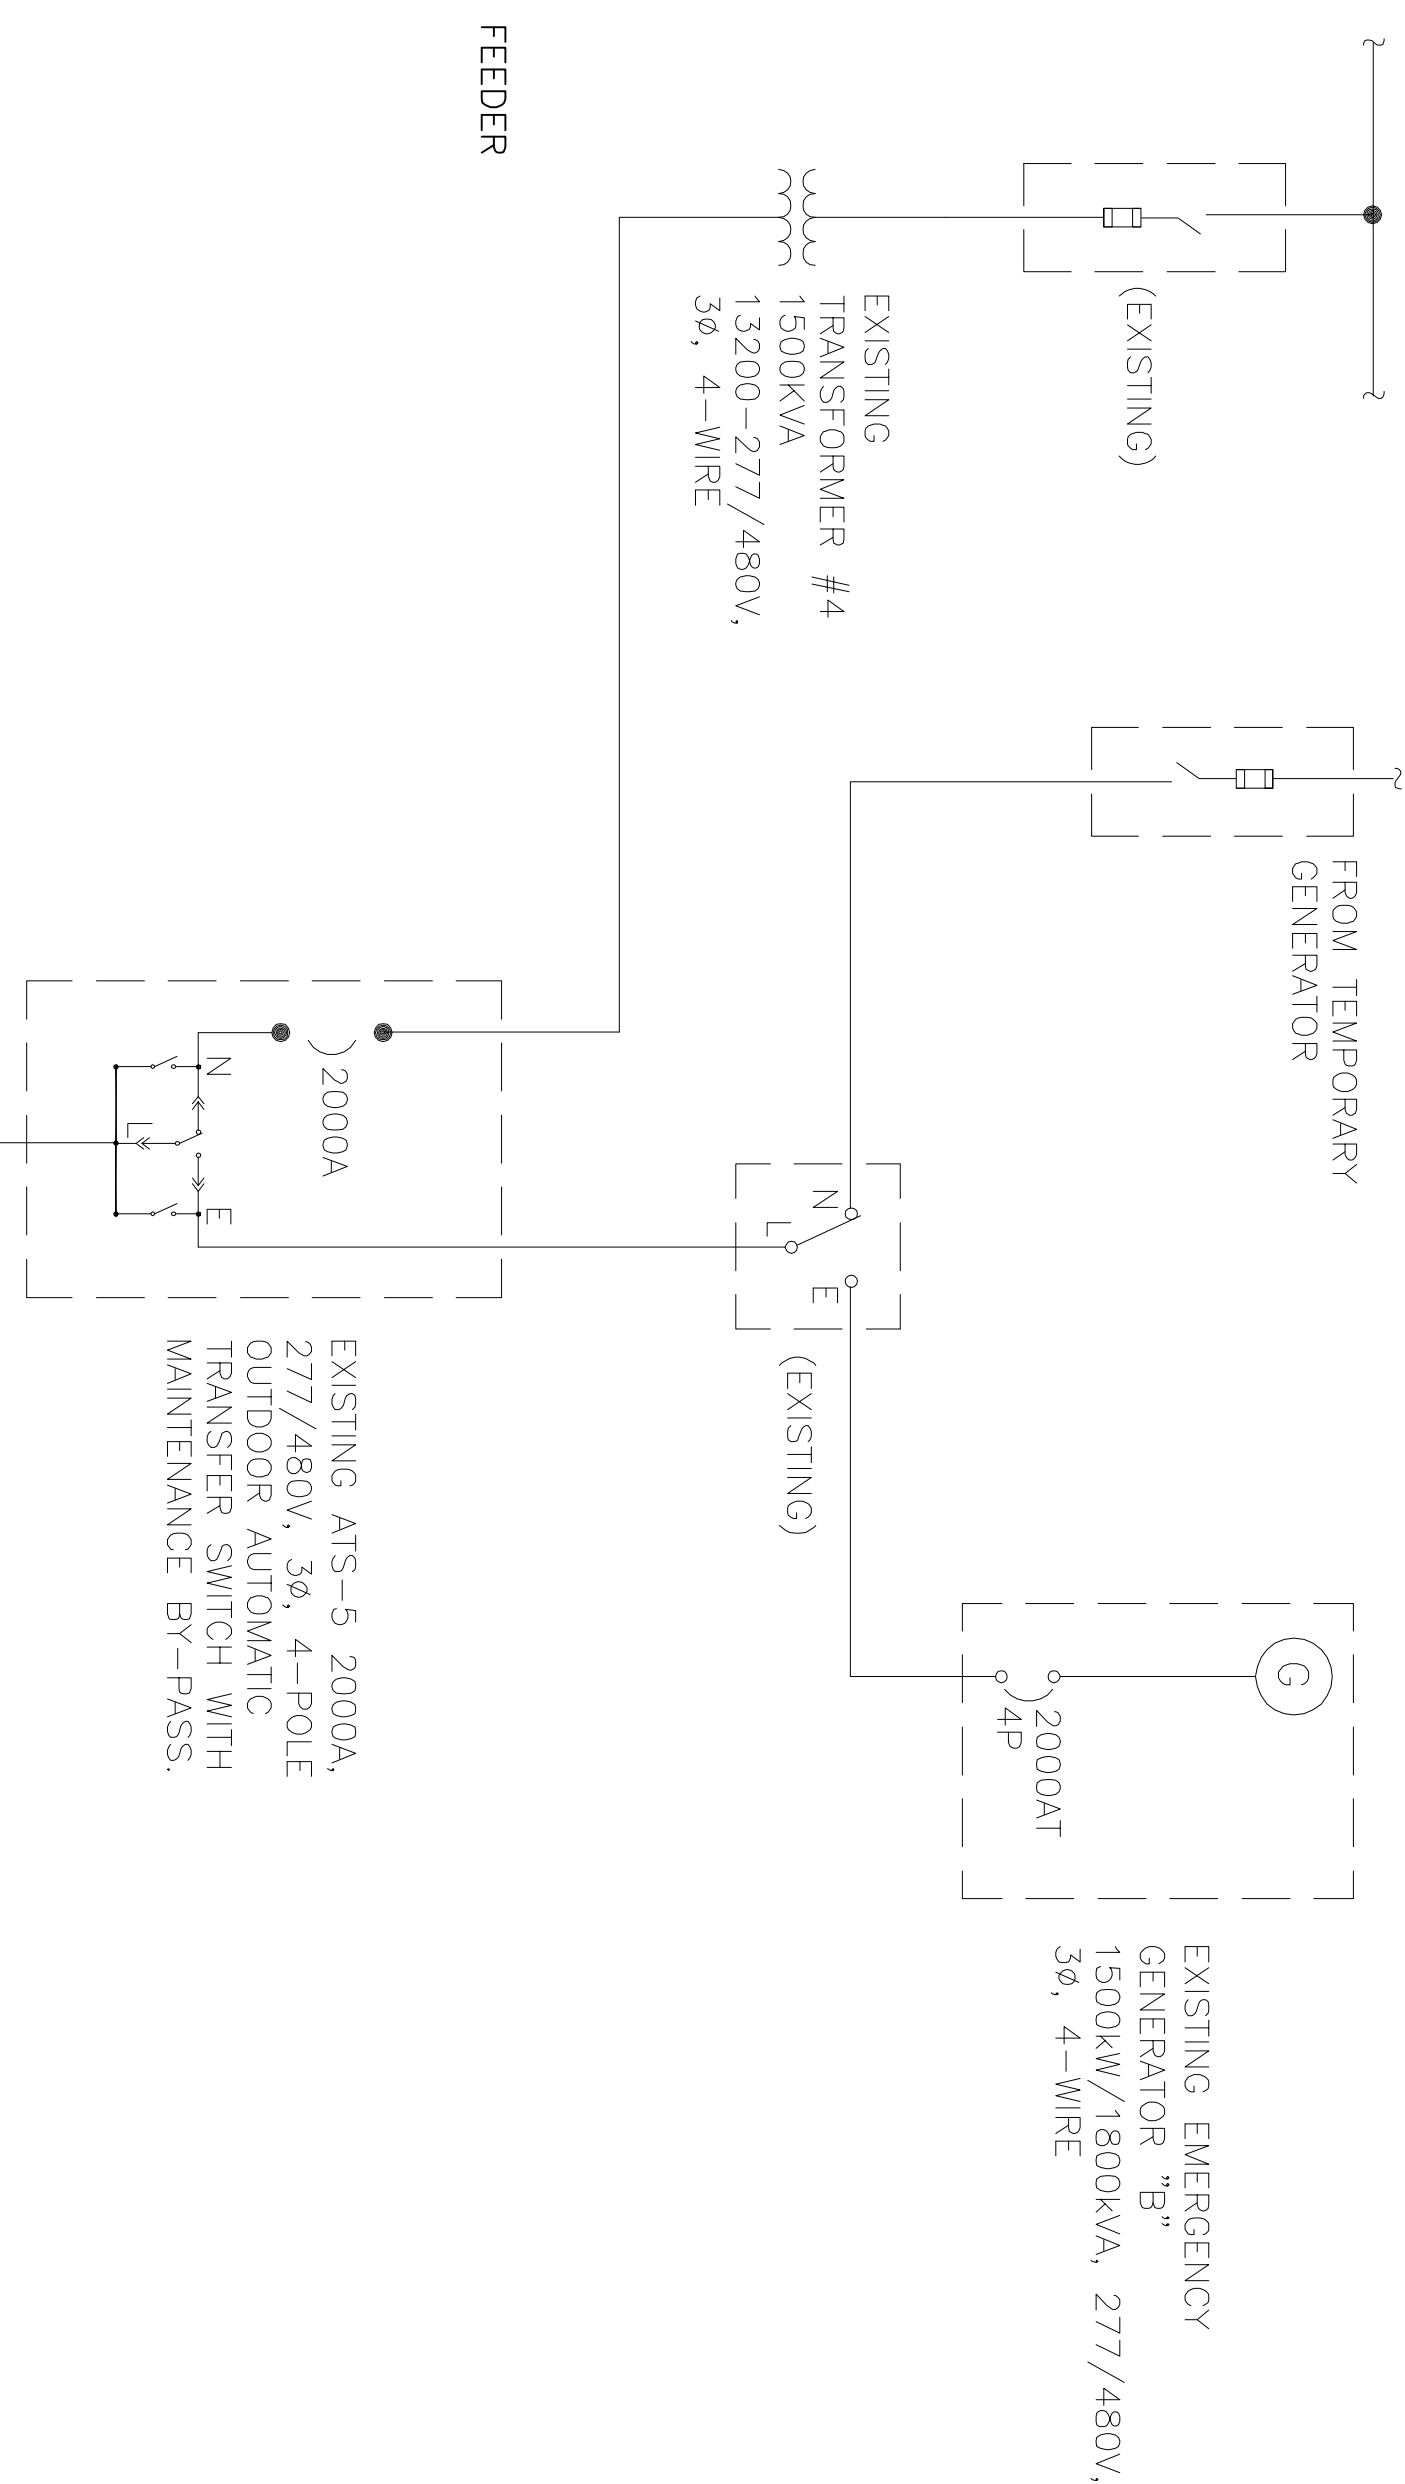 (EXISTING)
EXISTING
TRANSFORMER #4
1500KVA
13200-277/480V,
3Ø, 4-WIRE
FEEDER
FROM TEMPORARY
GENERATOR
N
L
E
(EXISTING)
2000A
N
L
E
EXISTING ATS-5 2000A,
277/480V, 3Ø, 4-POLE
OUTDOOR AUTOMATIC
TRANSFER SWITCH WITH
MAINTENANCE BY-PASS.
G
2000AT
4P
EXISTING EMERGENCY
GENERATOR "B"
1500kW/1800kVA, 277/480V,
3Ø, 4-WIRE